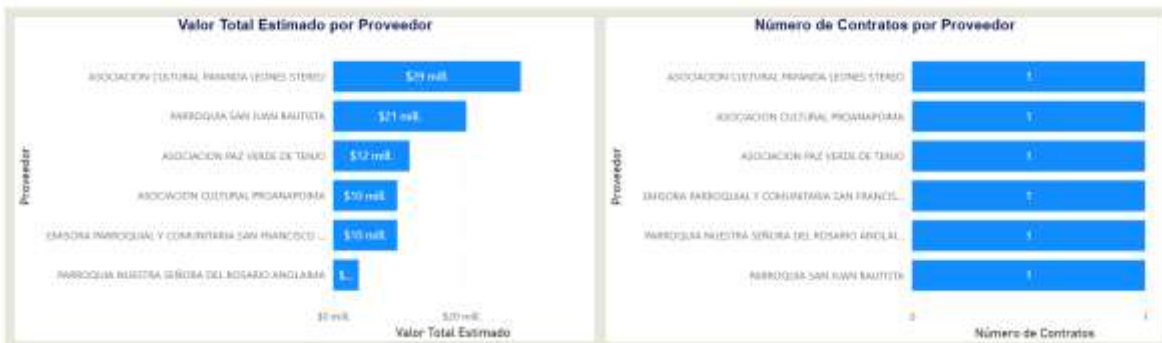 Valor Total Estimado por Proveedor
ASOCIACION CULTURAL PAPANDA LEONES STEREO
$29 mill.
PARROQUIA SAN JUAN BAUTISTA
$21 mill.
ASOCIACION PAZ VERDE DE TENJO
$12 mill.
ASOCIACION CULTURAL PROANAPOIMA
$10 mill.
EMISORA PARROQUIAL Y COMUNITARIA SAN FRANCISCO ...
$10 mill.
PARROQUIA NUESTRA SEÑORA DEL ROSARIO ANOLAIMA
$...
$0 mill.
$20 mill.
Valor Total Estimado
Proveedor
Número de Contratos por Proveedor
ASOCIACION CULTURAL PAPANDA LEONES STEREO
1
ASOCIACION CULTURAL PROANAPOIMA
1
ASOCIACION PAZ VERDE DE TENJO
1
EMISORA PARROQUIAL Y COMUNITARIA SAN FRANCIS...
1
PARROQUIA NUESTRA SEÑORA DEL ROSARIO ANOLAI...
1
PARROQUIA SAN JUAN BAUTISTA
1
0
1
Número de Contratos
Proveedor